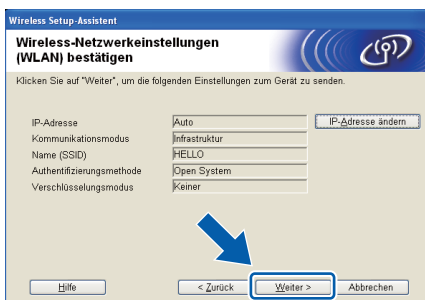 Wireless Setup-Assistent
Wireless-Netzwerkeinstellungen
(WLAN) bestätigen
Klicken Sie auf "Weiter", um die folgenden Einstellungen zum Gerät zu senden.
IP-Adresse Auto IP-Adresse ändern
Kommunikationsmodus Infrastruktur
Name (SSID) HELLO
Authentifizierungsmethode Open System
Verschlüsselungsmodus Keiner
Hilfe < Zurück Weiter > Abbrechen